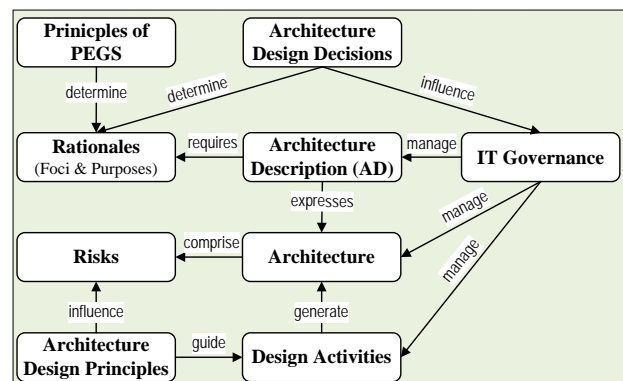 Prinicples of
PEGS
Architecture
Design Decisions
determine
determine
influence
Rationales
(Foci & Purposes)
requires
Architecture
Description (AD)
manage
IT Governance
expresses
manage
manage
Risks
comprise
Architecture
influence
generate
Architecture
Design Principles
guide
Design Activities